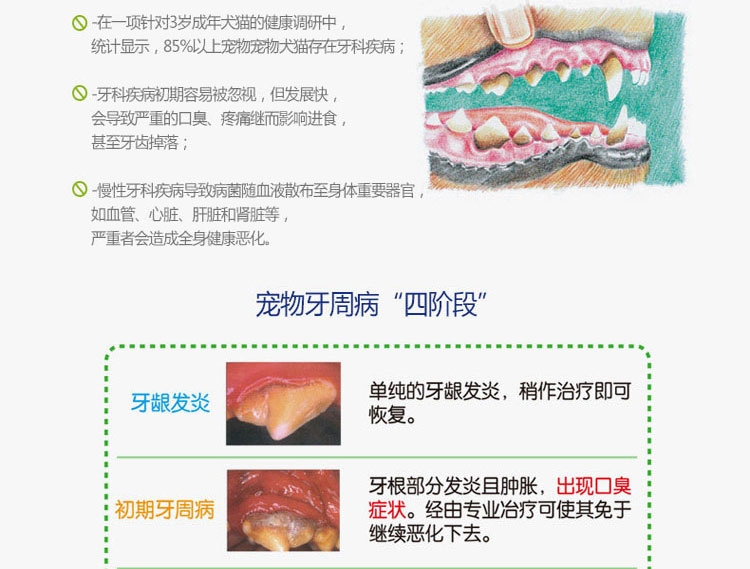 -在一项针对3岁成年犬猫的健康调研中，
统计显示，85%以上宠物宠物犬猫存在牙科疾病；
-牙科疾病初期容易被忽视，但发展快，
会导致严重的口臭、疼痛继而影响进食，
甚至牙齿掉落；
-慢性牙科疾病导致病菌随血液散布至身体重要器官，
如血管、心脏、肝脏和肾脏等，
严重者会造成全身健康恶化。
宠物牙周病“四阶段”
牙龈发炎
单纯的牙龈发炎，稍作治疗即可
恢复。
初期牙周病
牙根部分发炎且肿胀，出现口臭
症状。经由专业治疗可使其免于
继续恶化下去。